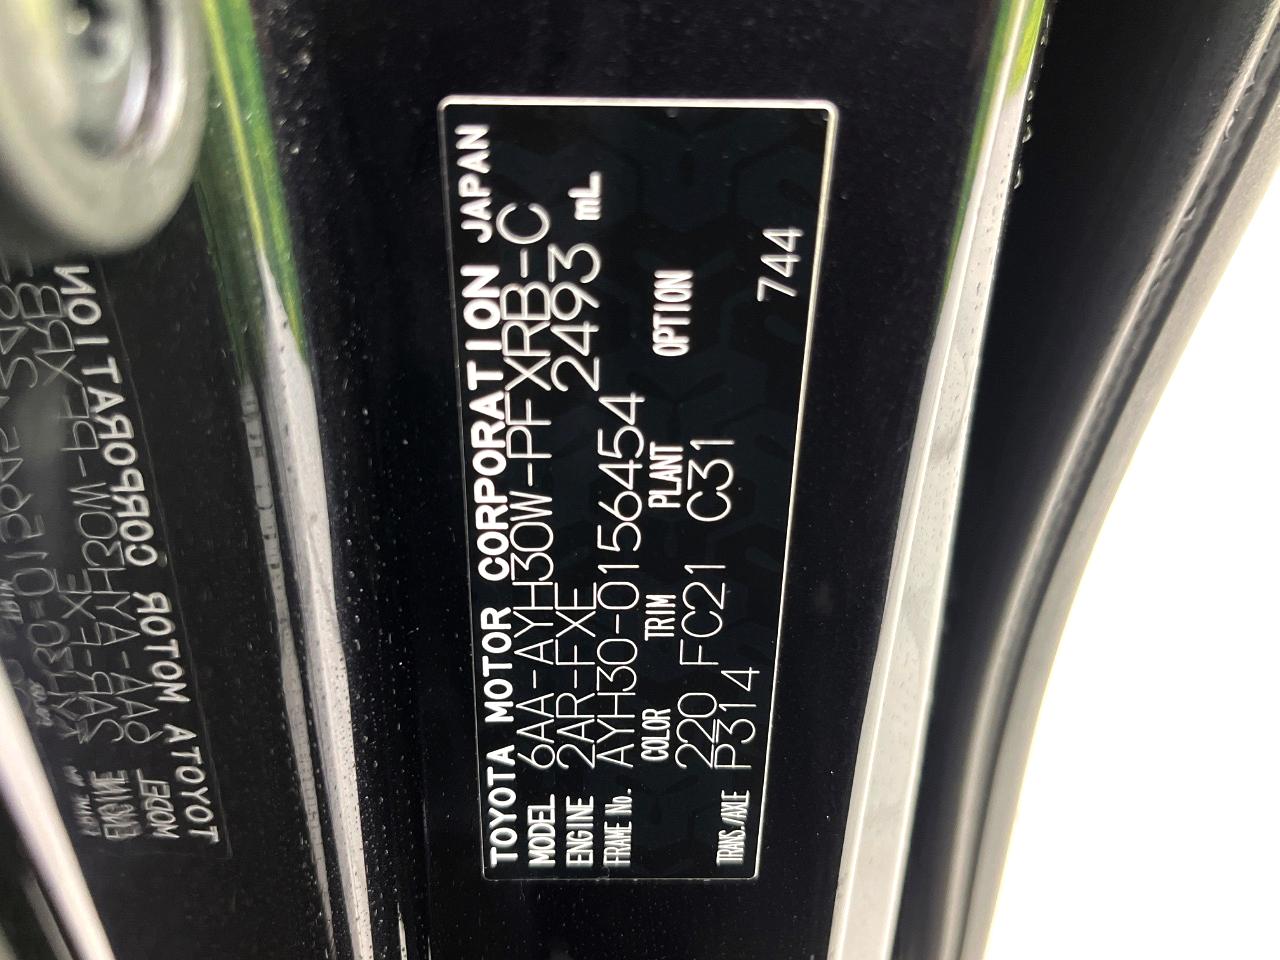 TOYOTA MOTOR CORPORATION JAPAN
MODEL 6AA-AYH30W-PFXRB-C
ENGINE 2AR-FXE 2493 mL
FRAME No. AYH30-0156454
COLOR TRIM PLANT OPTION
220 FC21 C31
TRANS./AXLE P314 744